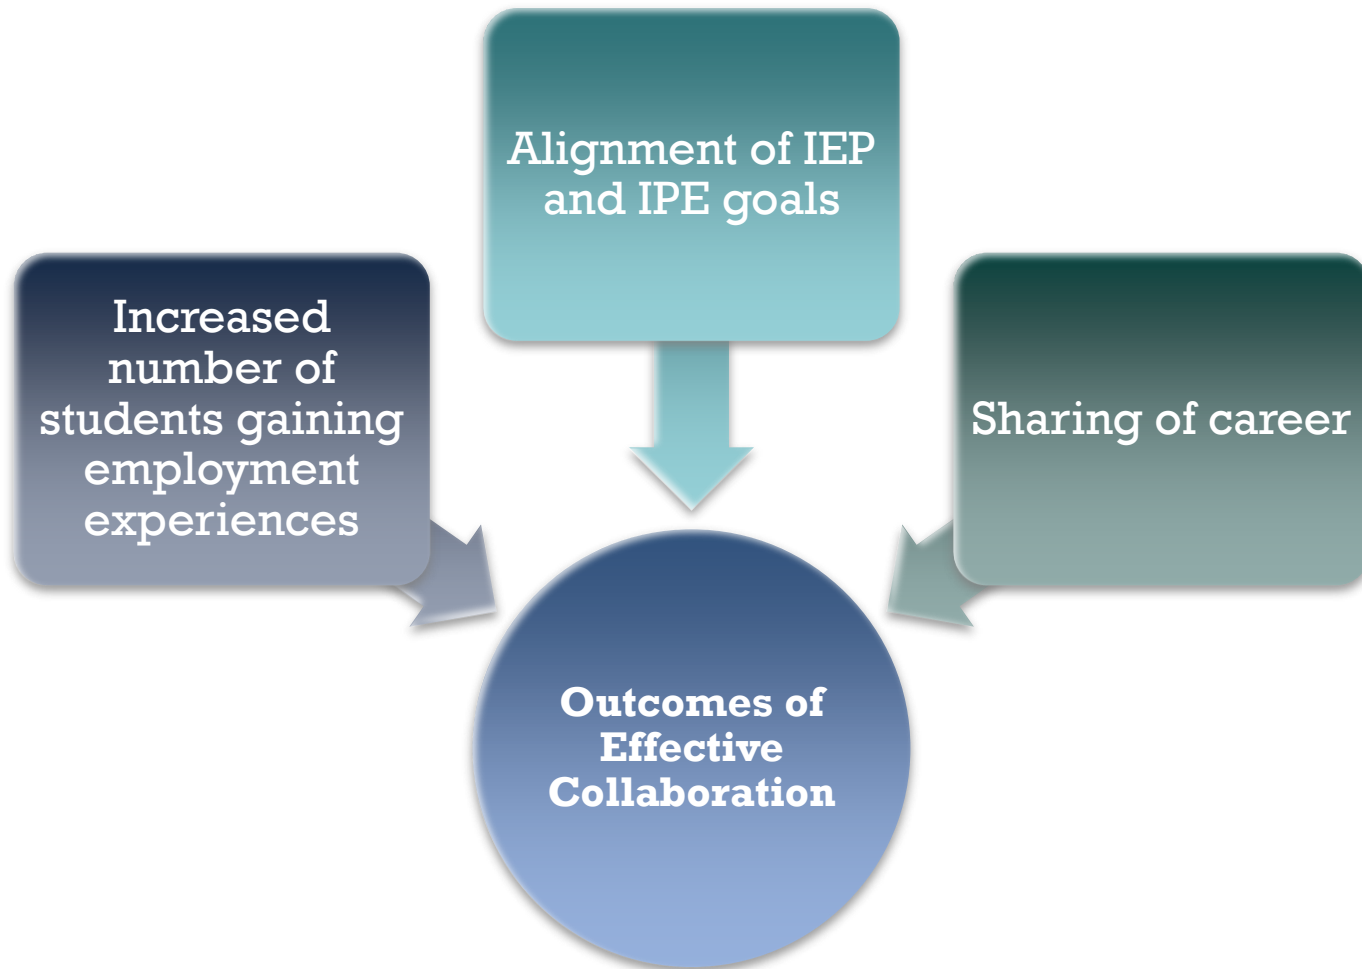 Alignment of IEP
and IPE goals
Increased
number of
students gaining
employment
experiences
Sharing of career
Outcomes of
Effective
Collaboration